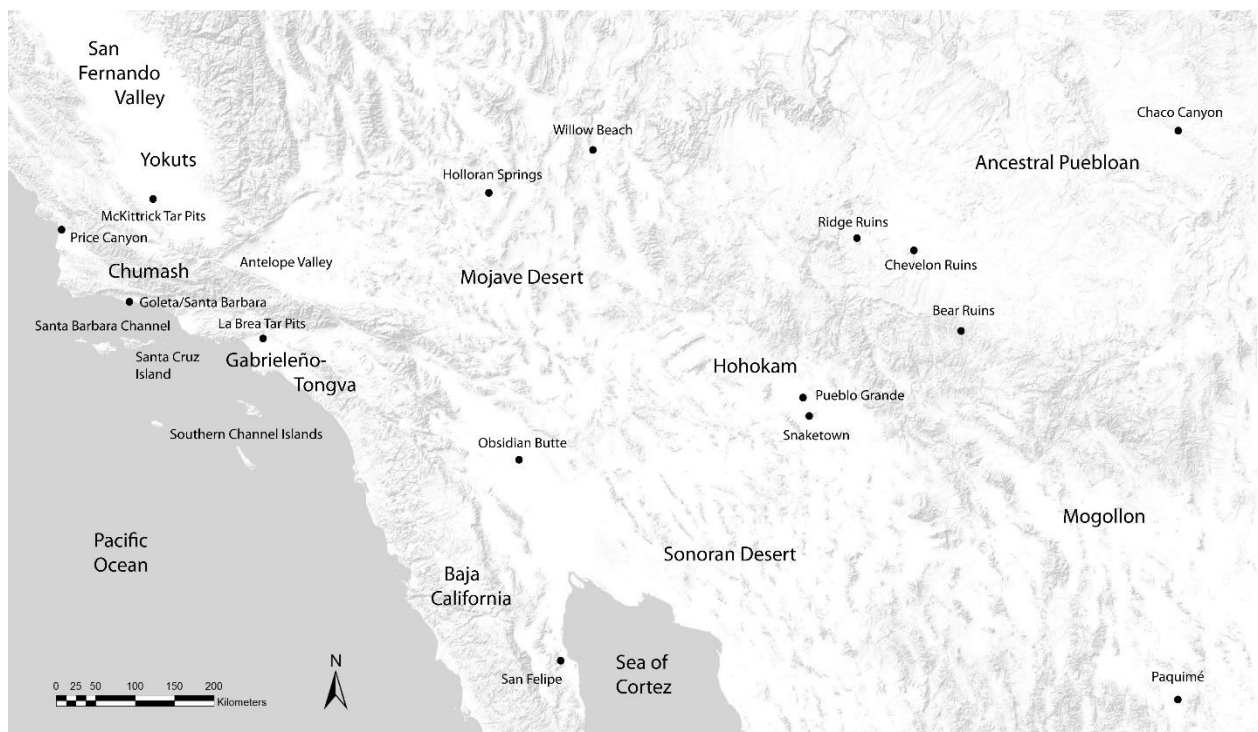 San
Fernando
Valley
Willow Beach
Chaco Canyon
Yokuts
Holloran Springs
Ancestral Puebloan
McKittrick Tar Pits
Price Canyon
Ridge Ruins
Chevelon Ruins
Antelope Valley
Chumash
Mojave Desert
Goleta/Santa Barbara
Bear Ruins
Santa Barbara Channel
La Brea Tar Pits
Santa Cruz
Island
Gabrieleño-
Tongva
Hohokam
Pueblo Grande
Snaketown
Southern Channel Islands
Obsidian Butte
Mogollon
Pacific
Ocean
Sonoran Desert
Baja
California
N
San Felipe
Sea of
Cortez
Paquimé
0 25 50 100 150 200
Kilometers